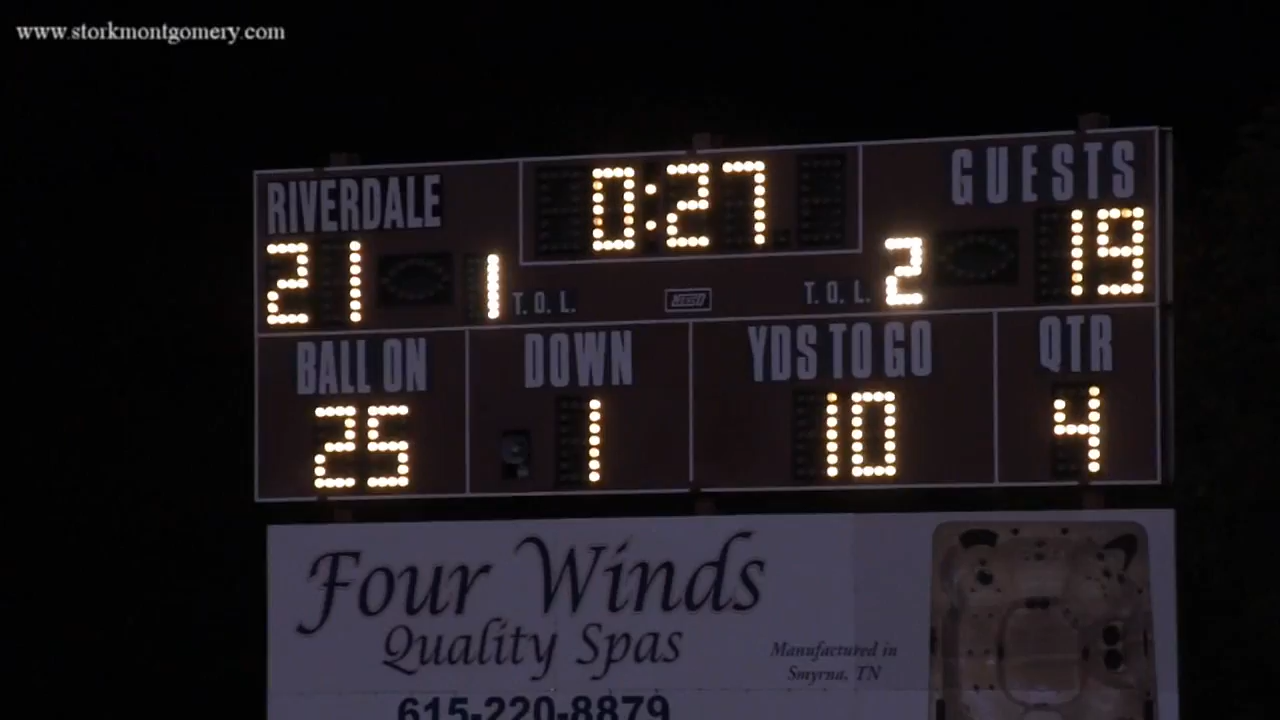 www.storkmontgomery.com
RIVERDALE 0:27 GUESTS
21 1 T.O.L. T.O.L. 2 19
BALL ON DOWN YDS TO GO QTR
25 1 10 4
Four Winds
Quality Spas
Manufactured in
Smyrna, TN
615-220-8879